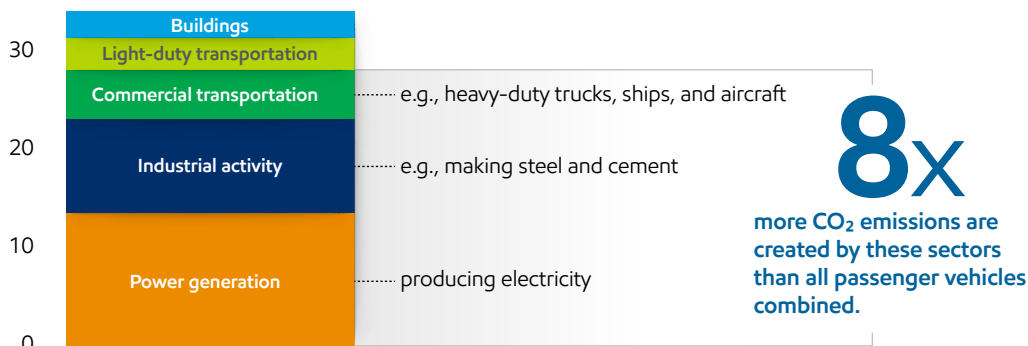 Buildings
30
Light-duty transportation
Commercial transportation
e.g., heavy-duty trucks, ships, and aircraft
20
Industrial activity
e.g., making steel and cement
10
Power generation
producing electricity
0
8x
more CO₂ emissions are
created by these sectors
than all passenger vehicles
combined.